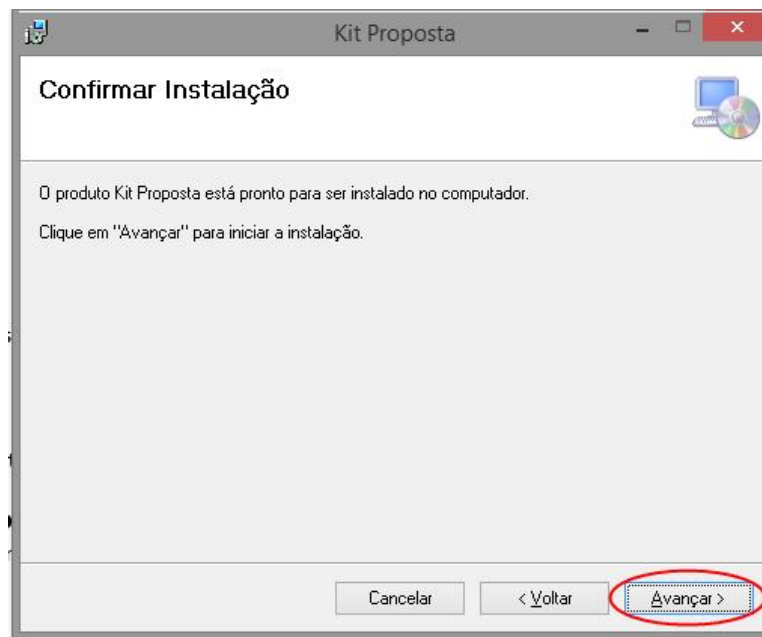 Kit Proposta
Confirmar Instalação
O produto Kit Proposta está pronto para ser instalado no computador.
Clique em "Avançar" para iniciar a instalação.
Cancelar
< Voltar
Avançar >